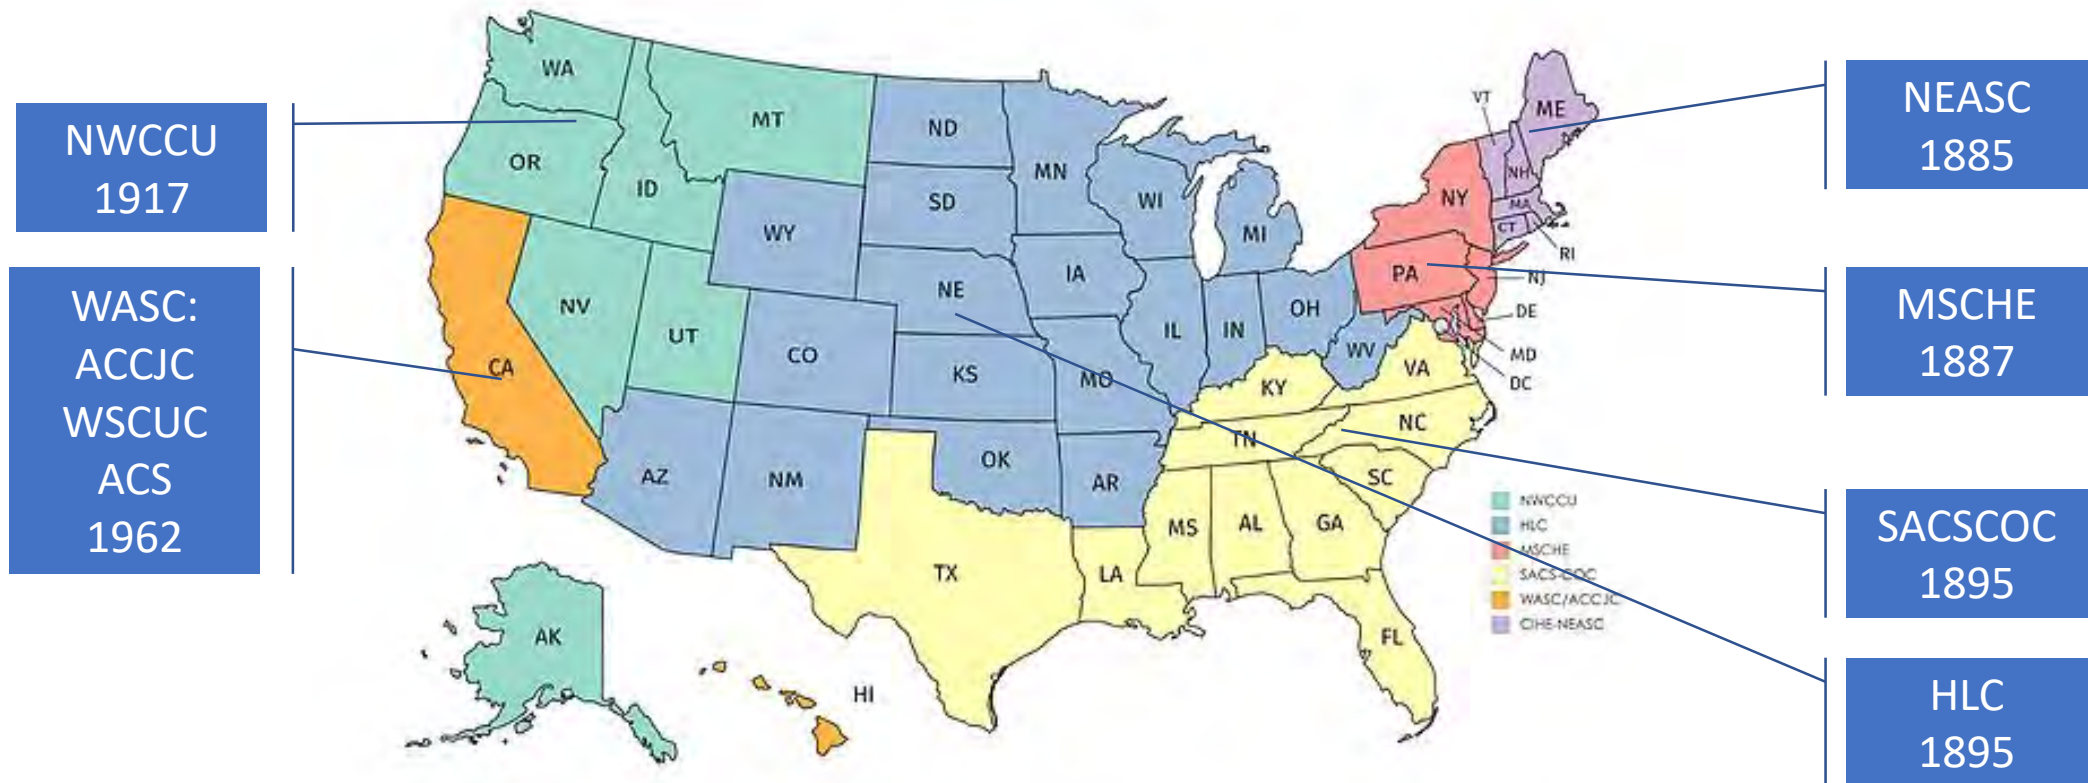 NWCCU
1917
WASC:
ACCJC
WSCUC
ACS
1962
WA
OR
MT
ID
WY
NV
UT
CA
CO
AZ
NM
ND
SD
NE
KS
OK
TX
MN
IA
MO
AR
LA
WI
IL
MI
IN
OH
KY
TN
MS
AL
GA
FL
SC
NC
VA
WV
PA
NY
VT
NH
ME
MA
CT
RI
NJ
DE
MD
DC
AK
HI
NWCCU
HLC
MSCHE
SACS-COC
WASC/ACCJC
CIHE-NEASC
NEASC
1885
MSCHE
1887
SACSCOC
1895
HLC
1895